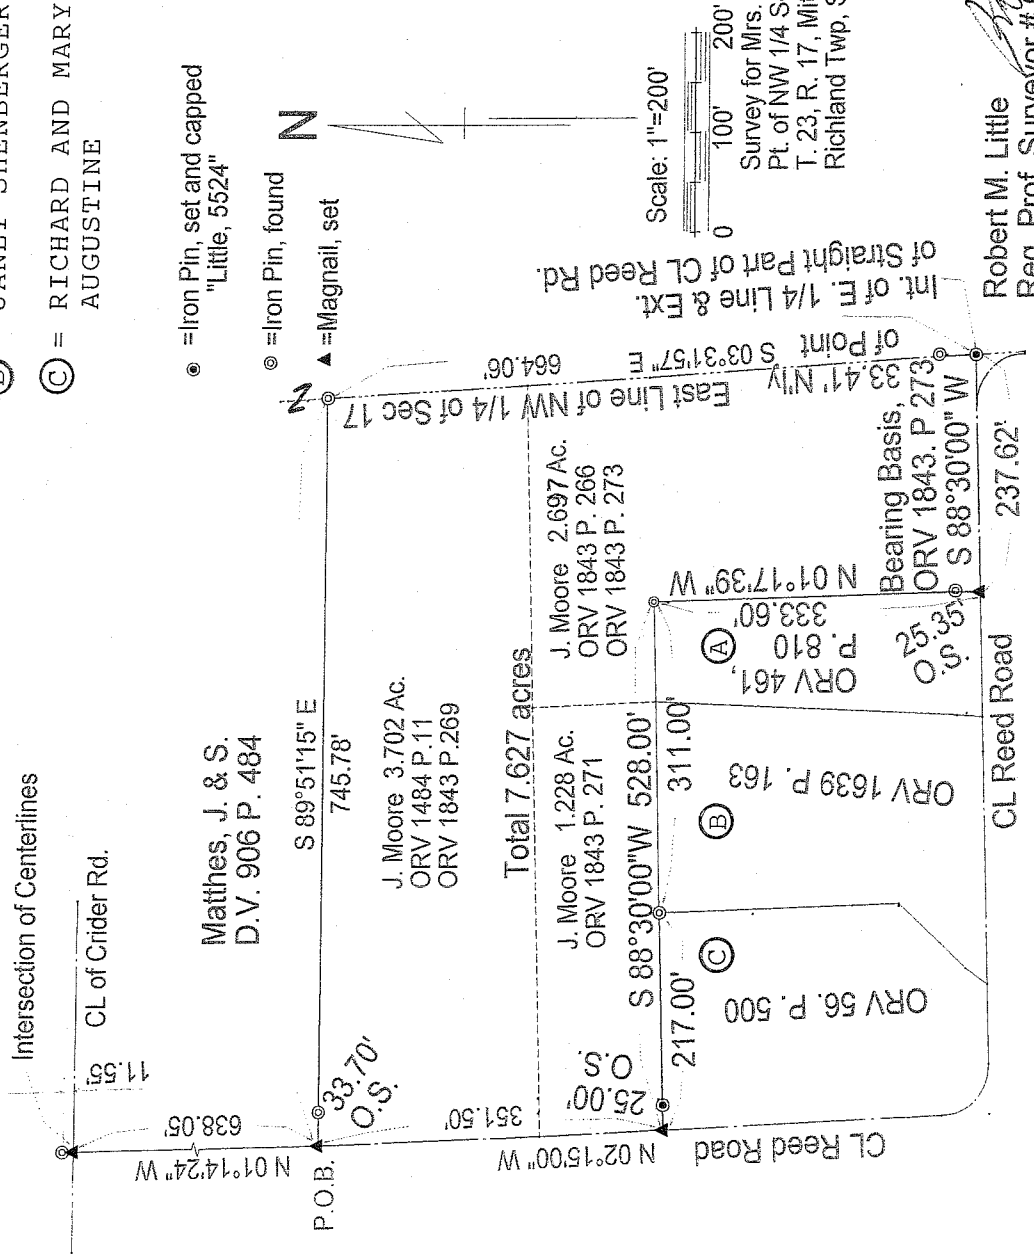 JANET SHENBERGER
Ⓒ = RICHARD AND MARY
AUGUSTINE
=Iron Pin, set and capped
"Little, 5524"
=Iron Pin, found
=Magnail, set
N
Scale: 1"=200'
0 100' 200'
Survey for Mrs.
Pt. of NW 1/4
T. 23, R. 17,
Richland Twp,
Robert M. Little
Reg. Prof. Surveyor #
Intersection of Centerlines
CL of Crider Rd.
11.55'
638.05'
N 01°14'24" W
P.O.B.
33.70'
O.S.
Matthes, J. & S.
D.V. 906 P. 484
S 89°51'15" E
745.78'
J. Moore 3.702 Ac.
ORV 1484 P.11
ORV 1843 P.269
Total 7.627 acres
351.50'
N 02°15'00" W
CL Reed Road
25.00'
O.S.
J. Moore 1.228 Ac.
ORV 1843 P. 271
S 88°30'00"W 528.00'
217.00'
311.00'
J. Moore 2.697 Ac.
ORV 1843 P. 266
ORV 1843 P. 273
East Line of NW 1/4 of Sec 17
664.06'
S 03°31'57" E
33.41' N'ly
of Point
Int. of E. 1/4 Line & Ext.
of Straight Part of CL Reed Rd.
Ⓒ
ORV 56. P. 500
Ⓑ
ORV 1639 P. 163
Ⓐ
ORV 461,
P. 810
333.60'
N 01°17'39" W
25.35'
O.S.
Bearing Basis,
ORV 1843. P. 273
S 88°30'00" W
237.62'
CL Reed Road